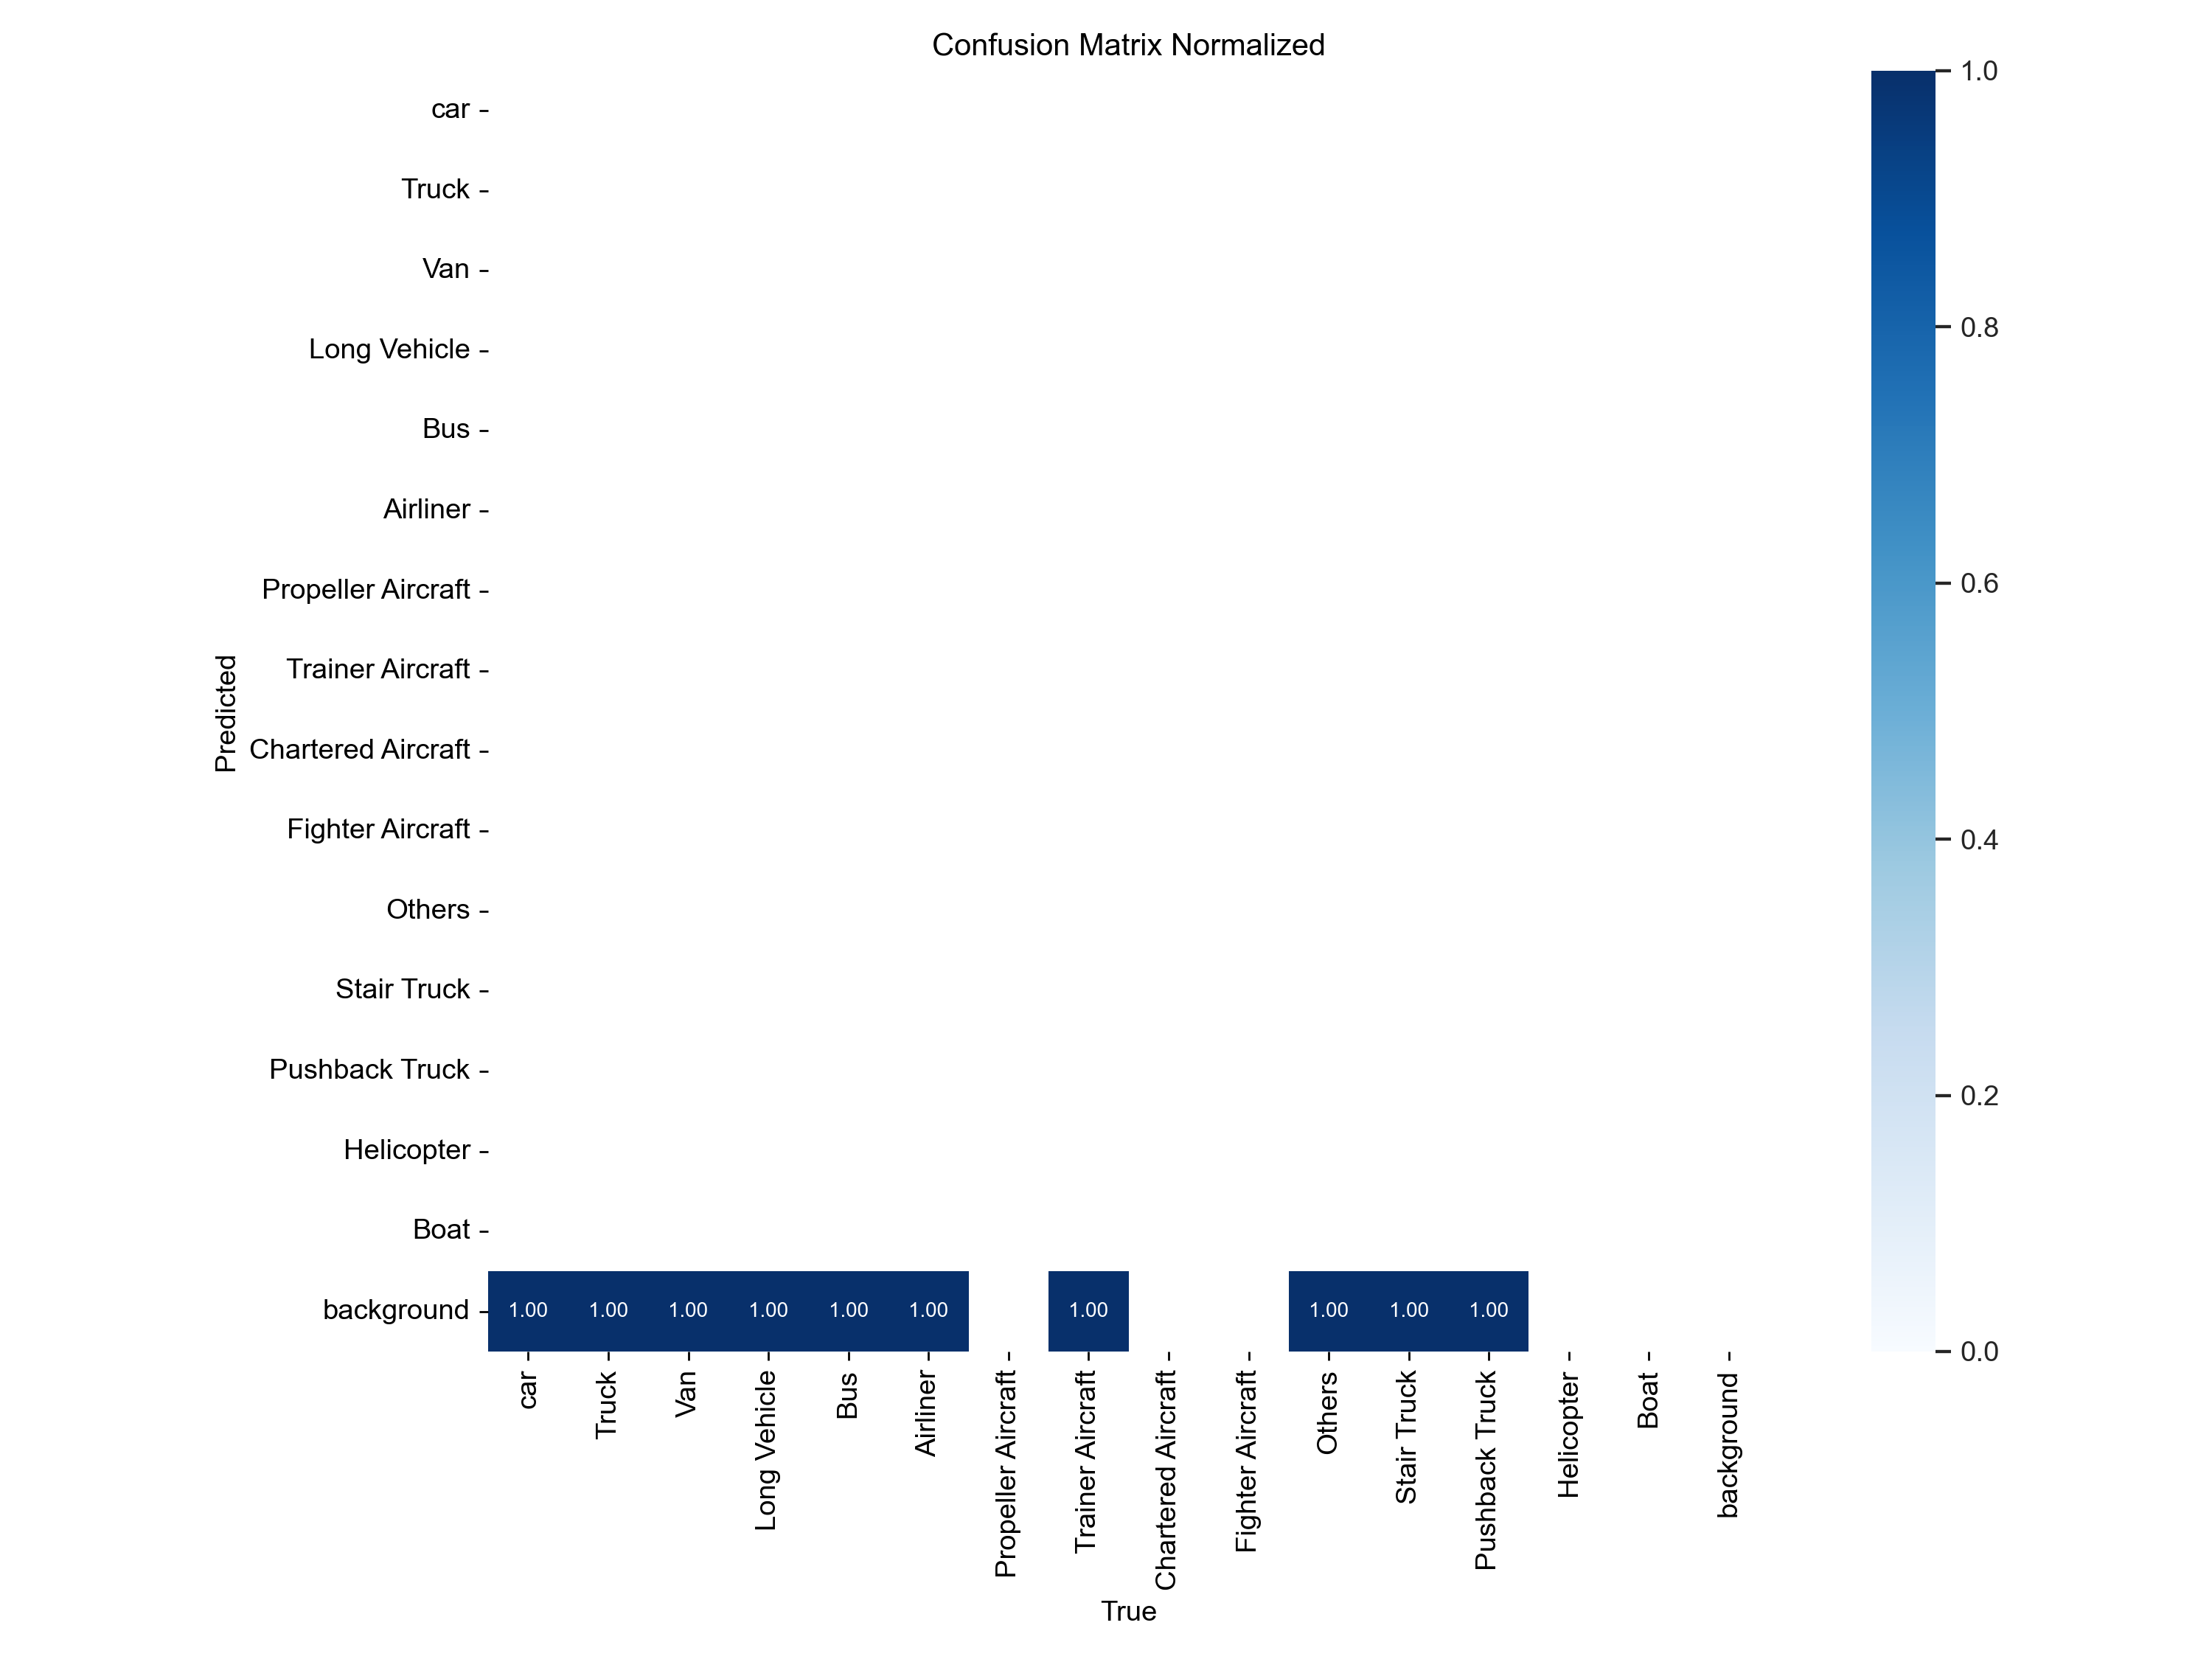 Confusion Matrix Normalized
car
Truck
Van
Long Vehicle
Bus
Airliner
Propeller Aircraft
Trainer Aircraft
Chartered Aircraft
Fighter Aircraft
Others
Stair Truck
Pushback Truck
Helicopter
Boat
background
Predicted
1.00 1.00 1.00 1.00 1.00 1.00 1.00 1.00 1.00 1.00
car
Truck
Van
Long Vehicle
Bus
Airliner
Propeller Aircraft
Trainer Aircraft
Chartered Aircraft
Fighter Aircraft
Others
Stair Truck
Pushback Truck
Helicopter
Boat
background
True
1.0
0.8
0.6
0.4
0.2
0.0